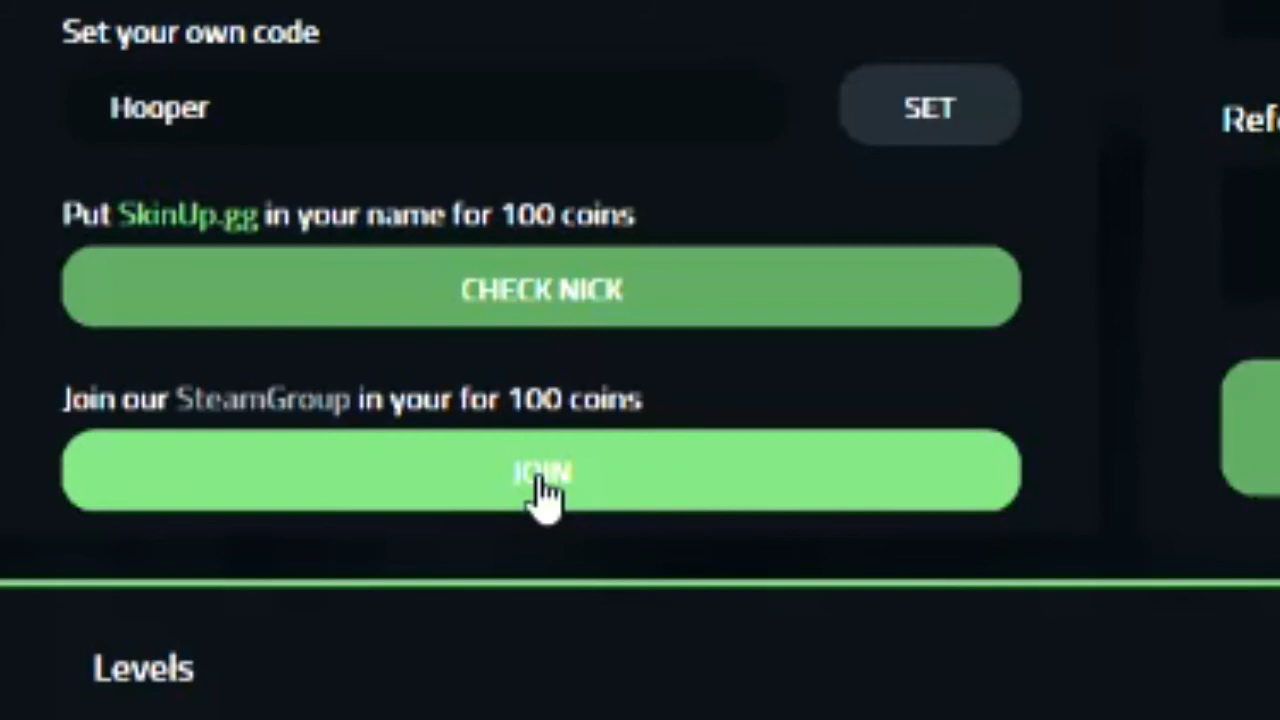 Set your own code
Hooper
SET
Put SkinUp.gg in your name for 100 coins
CHECK NICK
Join our SteamGroup in your for 100 coins
JOIN
Levels